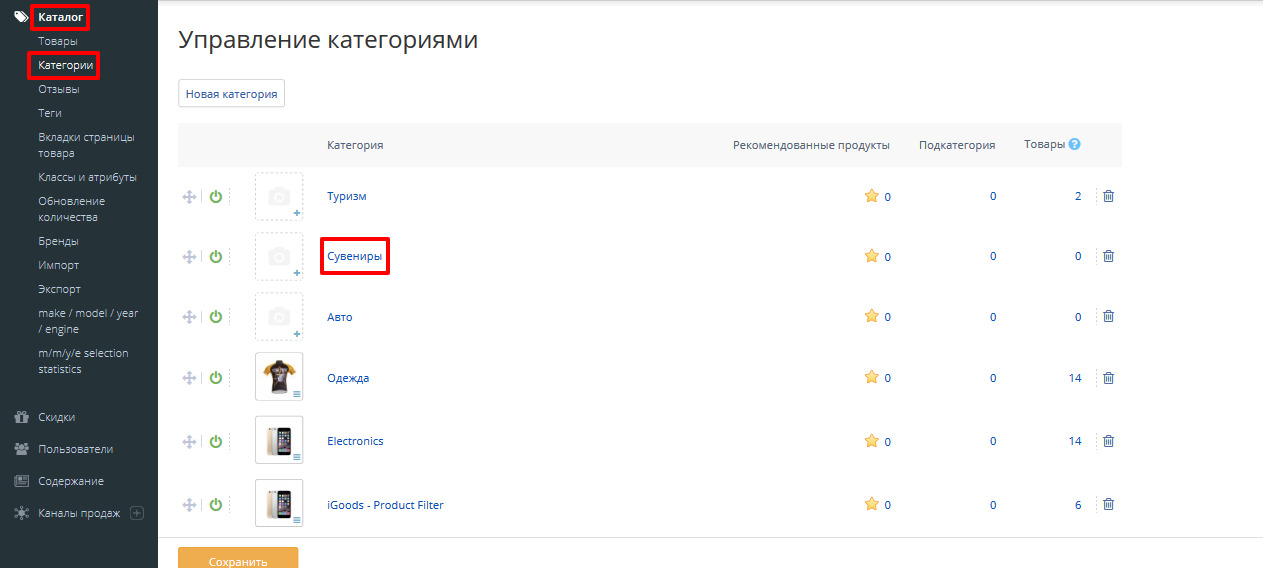 Каталог
Товары
Категории
Отзывы
Теги
Вкладки страницы
товара
Классы и атрибуты
Обновление
количества
Бренды
Импорт
Экспорт
make / model / year
/ engine
m/m/y/e selection
statistics
Скидки
Пользователи
Содержание
Каналы продаж
Управление категориями
Новая категория
Категория Рекомендованные продукты Подкатегория Товары ?
Туризм 0 0 2
Сувениры 0 0 0
Авто 0 0 0
Одежда 0 0 14
Electronics 0 0 14
iGoods - Product Filter 0 0 6
Сохранить